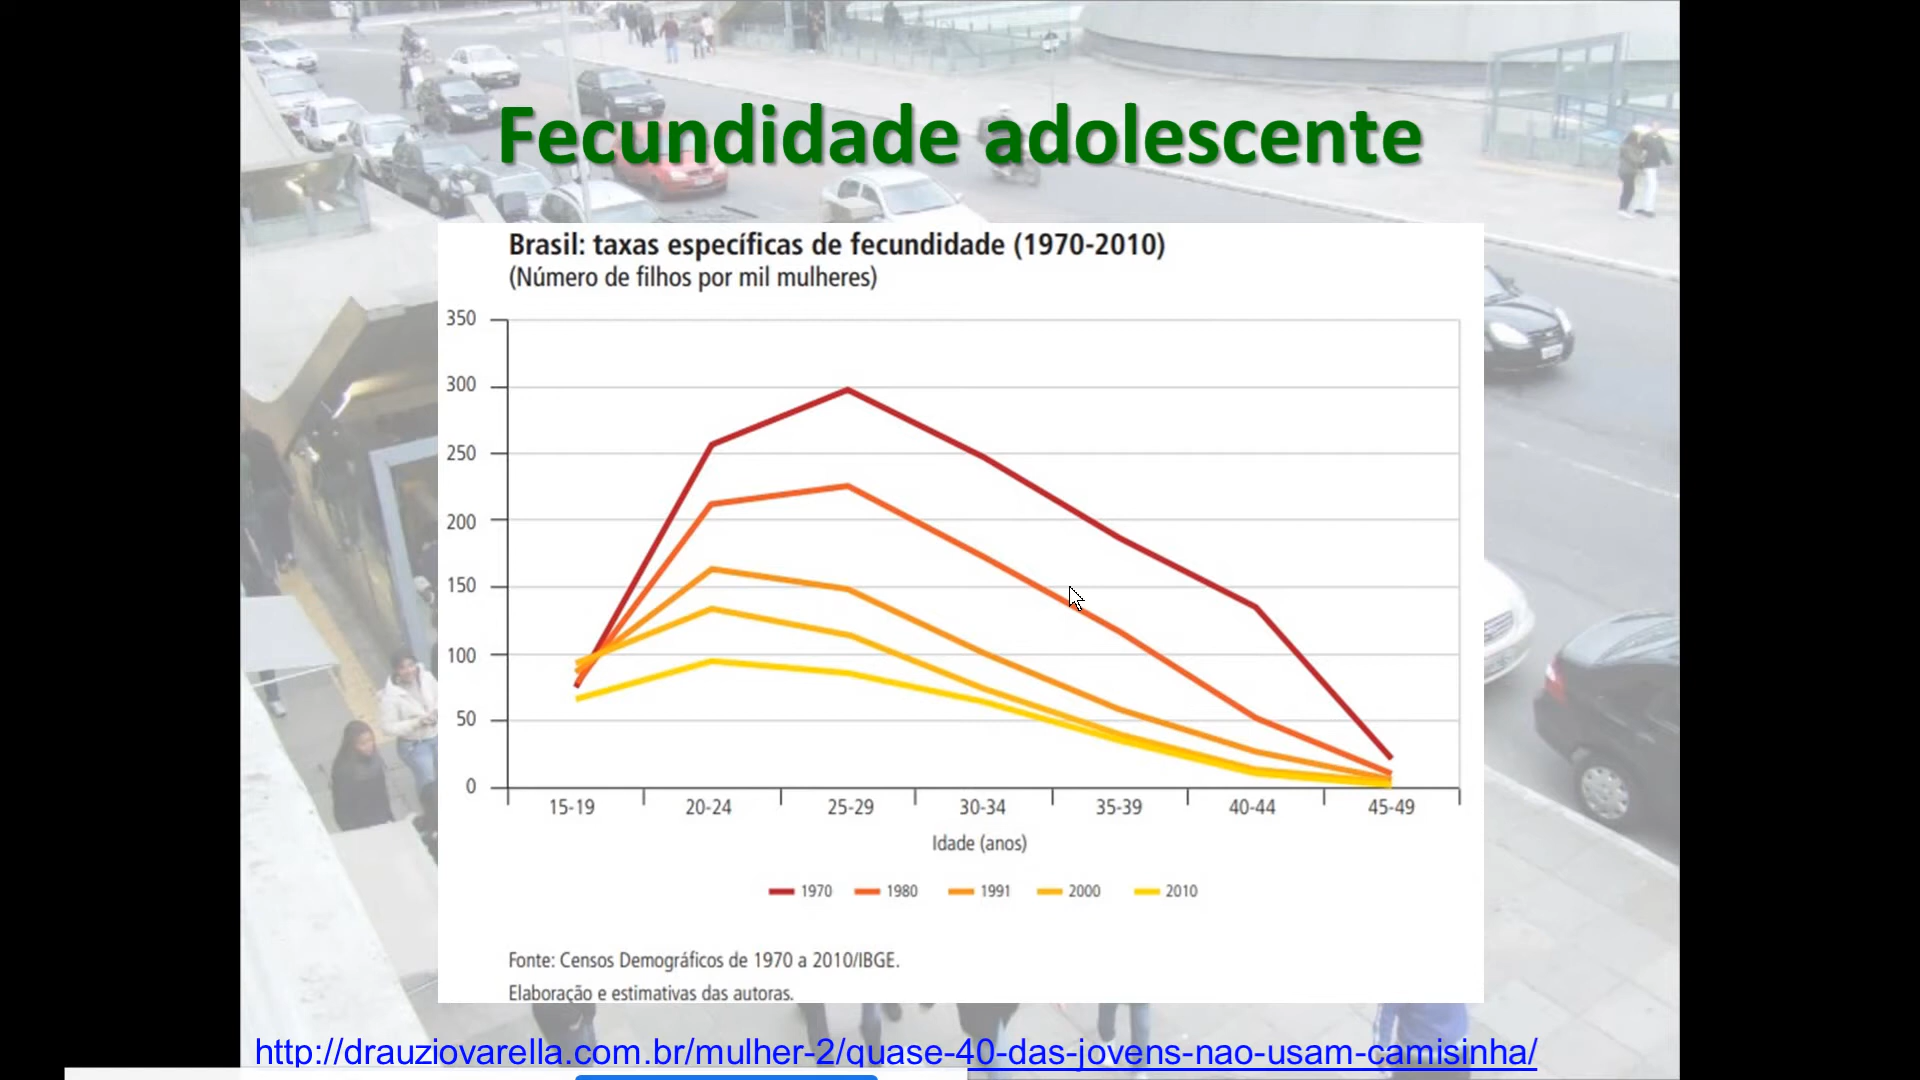 Fecundidade adolescente
Brasil: taxas específicas de fecundidade (1970-2010)
(Número de filhos por mil mulheres)
350
300
250
200
150
100
50
0
15-19 20-24 25-29 30-34 35-39 40-44 45-49
Idade (anos)
1970 1980 1991 2000 2010
Fonte: Censos Demográficos de 1970 a 2010/IBGE.
Elaboração e estimativas das autoras.
http://drauziovarella.com.br/mulher-2/quase-40-das-jovens-nao-usam-camisinha/